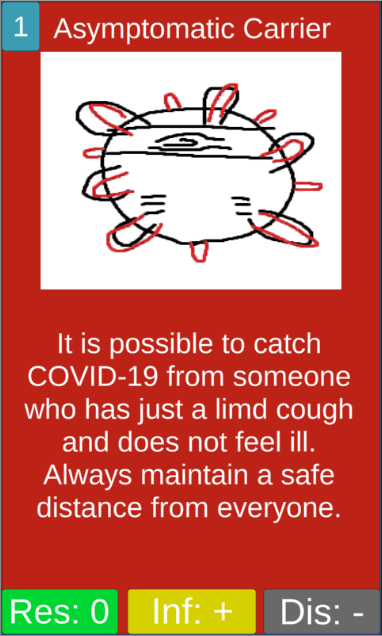 1 Asymptomatic Carrier
It is possible to catch
COVID-19 from someone
who has just a limd cough
and does not feel ill.
Always maintain a safe
distance from everyone.
Res: 0 Inf: + Dis: -